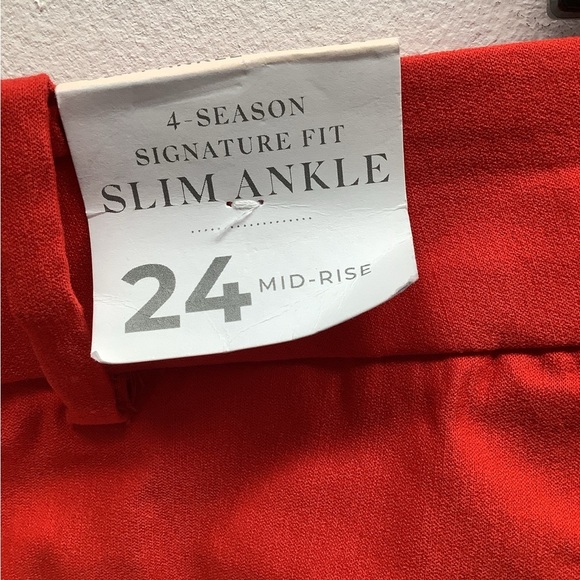 4-SEASON
SIGNATURE FIT
SLIM ANKLE
24 MID-RISE